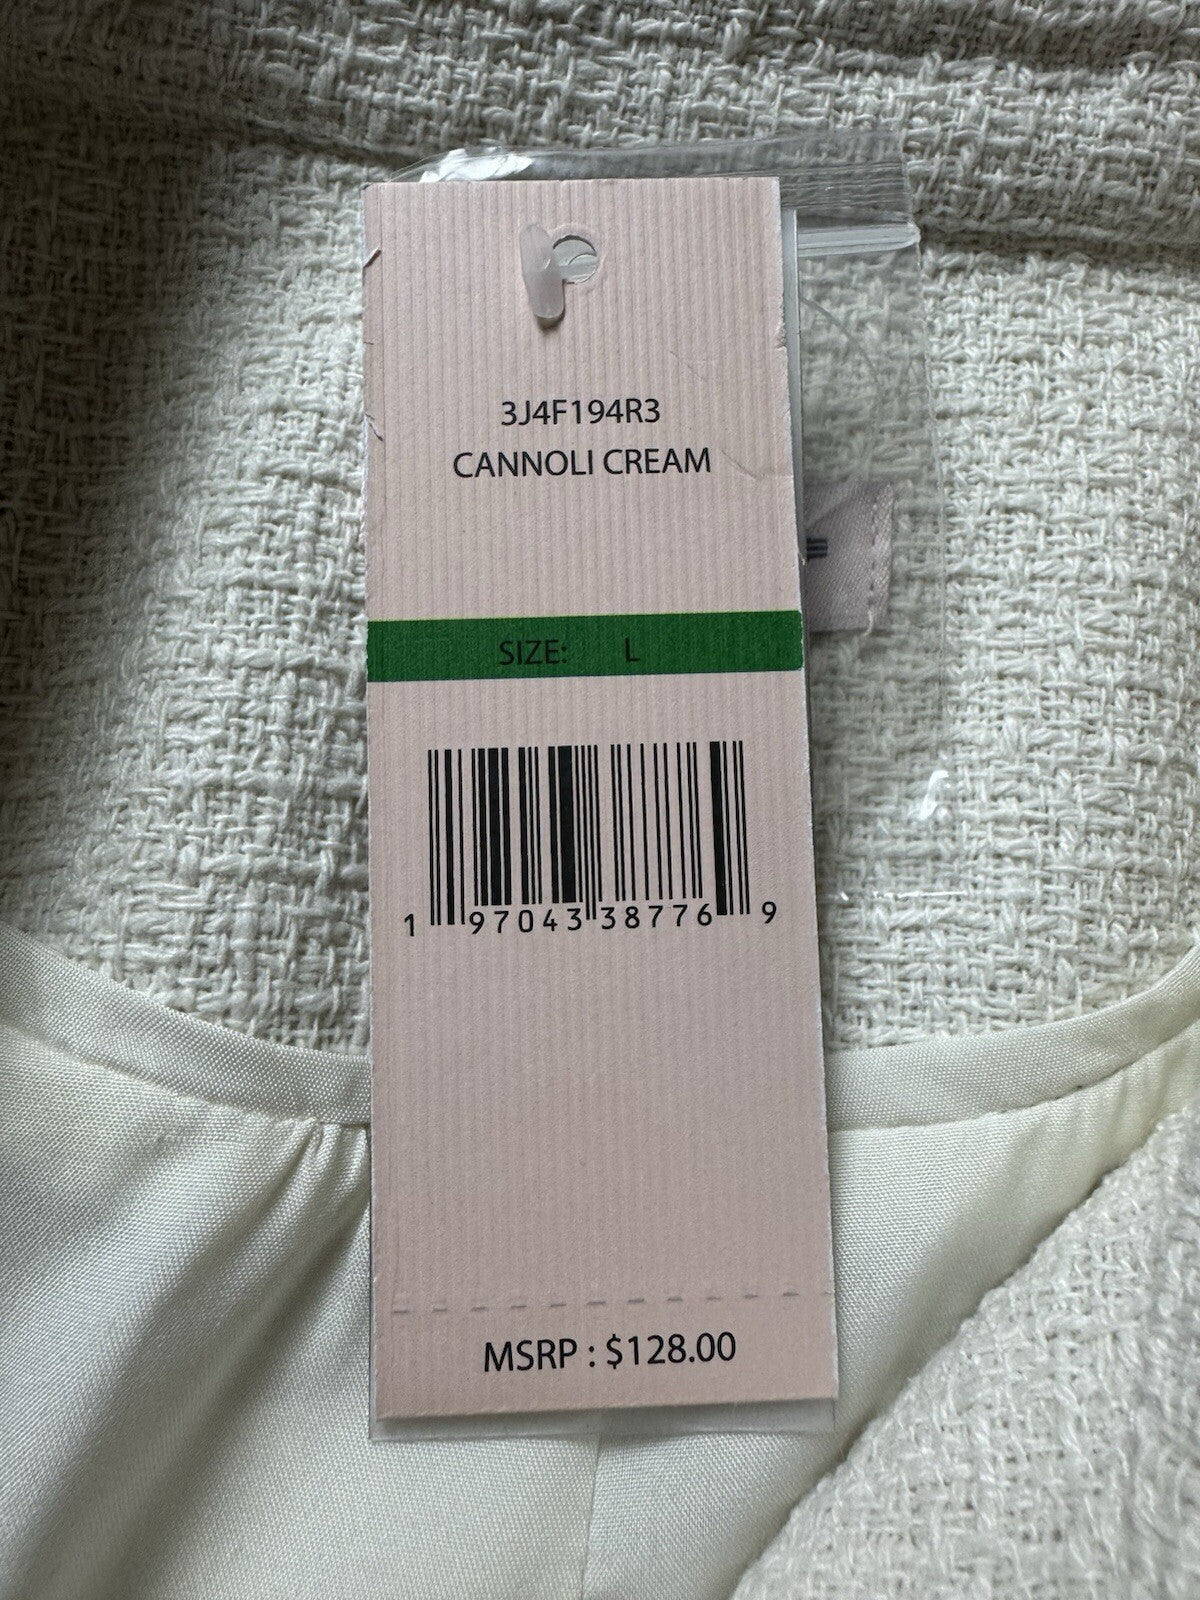 3J4F194R3
CANNOLI CREAM
SIZE: L
1 97043 38776 9
MSRP : $128.00